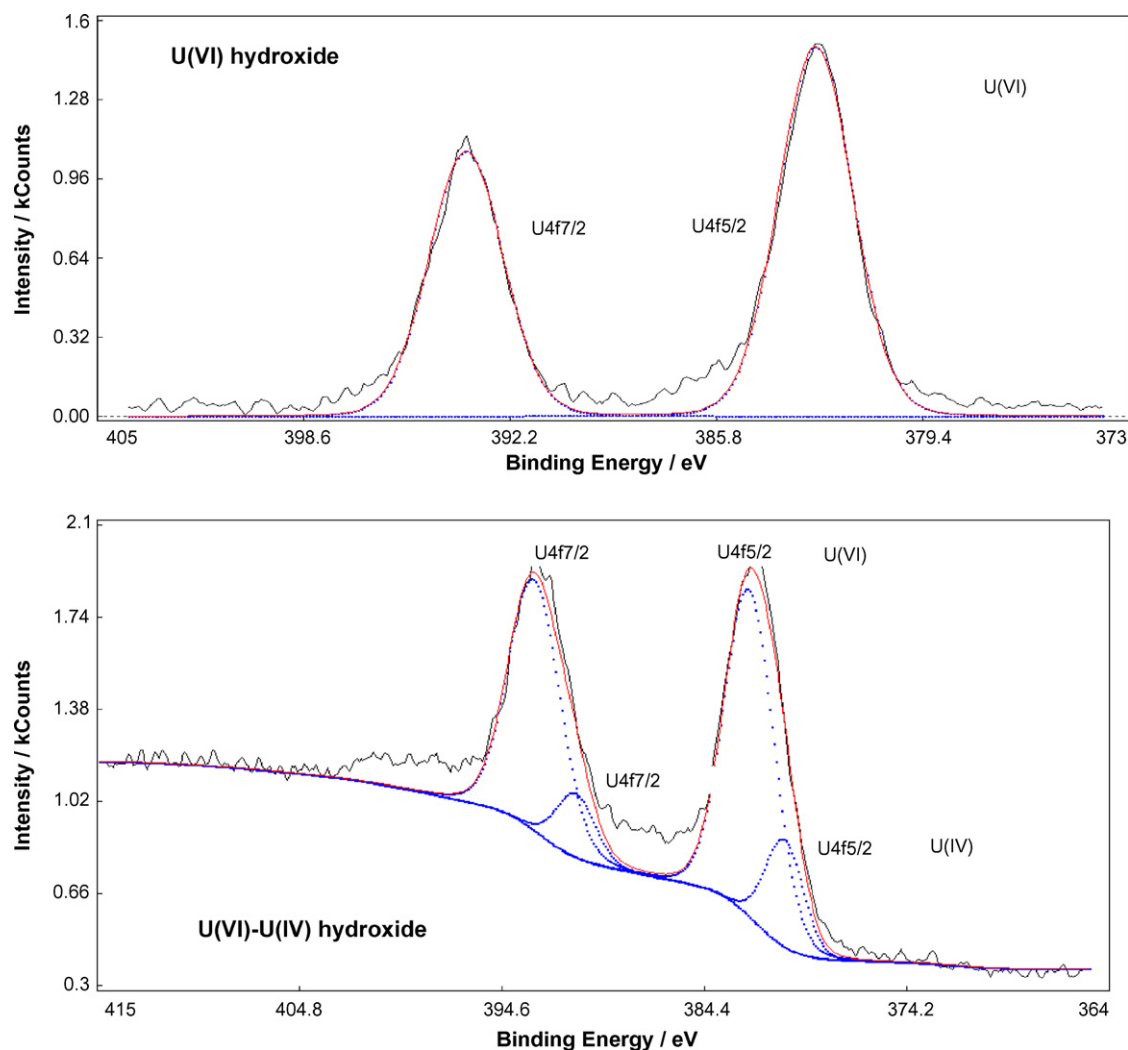 1.6
U(VI) hydroxide
U(VI)
1.28
0.96
U4f7/2 U4f5/2
0.64
0.32
0.00
Intensity / kCounts
405 398.6 392.2 385.8 379.4 373
Binding Energy / eV
2.1
U4f7/2 U4f5/2 U(VI)
1.74
1.38
1.02
U4f7/2
U4f5/2 U(IV)
0.66
U(VI)-U(IV) hydroxide
0.3
Intensity / kCounts
415 404.8 394.6 384.4 374.2 364
Binding Energy / eV